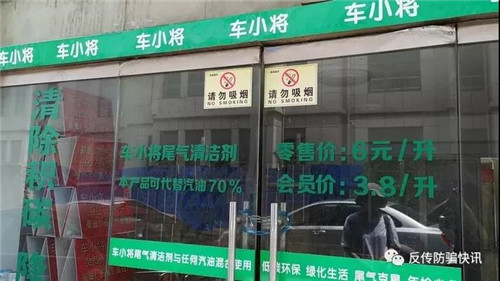 车小将 车小将 车小将 车小将 车小将
请勿吸烟
NO SMOKING
请勿吸烟
NO SMOKING
清除积
车小将尾气清洁剂
本产品可代替汽油70%
零售价：6元/升
会员价：3.8/升
车小将尾气清洁剂与任何汽油混合使用 低碳环保 绿化生活 尾气克星
反传防骗快讯